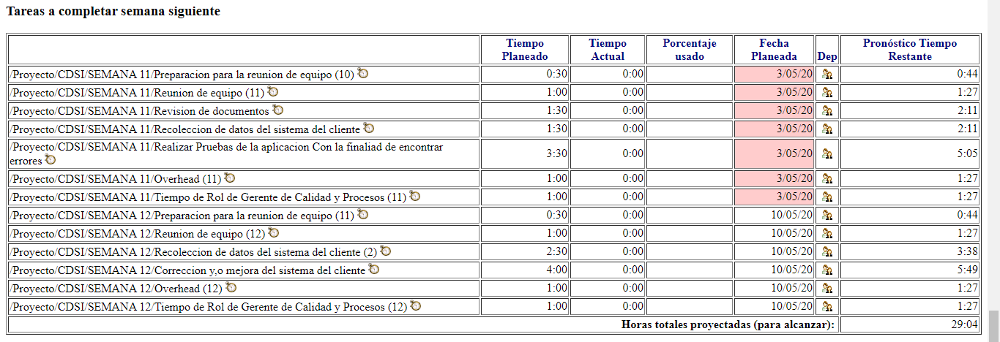 Tareas a completar semana siguiente
Tiempo Planeado Tiempo Actual Porcentaje usado Fecha Planeada Dep Pronóstico Tiempo Restante
/Proyecto/CDSI/SEMANA 11/Preparacion para la reunion de equipo (10) 0:30 0:00 3/05/20 0:44
/Proyecto/CDSI/SEMANA 11/Reunion de equipo (11) 1:00 0:00 3/05/20 1:27
/Proyecto/CDSI/SEMANA 11/Revision de documentos 1:30 0:00 3/05/20 2:11
/Proyecto/CDSI/SEMANA 11/Recoleccion de datos del sistema del cliente 1:30 0:00 3/05/20 2:11
/Proyecto/CDSI/SEMANA 11/Realizar Pruebas de la aplicacion Con la finaliad de encontrar
errores 3:30 0:00 3/05/20 5:05
/Proyecto/CDSI/SEMANA 11/Overhead (11) 1:00 0:00 3/05/20 1:27
/Proyecto/CDSI/SEMANA 11/Tiempo de Rol de Gerente de Calidad y Procesos (11) 1:00 0:00 3/05/20 1:27
/Proyecto/CDSI/SEMANA 12/Preparacion para la reunion de equipo (11) 0:30 0:00 10/05/20 0:44
/Proyecto/CDSI/SEMANA 12/Reunion de equipo (12) 1:00 0:00 10/05/20 1:27
/Proyecto/CDSI/SEMANA 12/Recoleccion de datos del sistema del cliente (2) 2:30 0:00 10/05/20 3:38
/Proyecto/CDSI/SEMANA 12/Correccion y,o mejora del sistema del cliente 4:00 0:00 10/05/20 5:49
/Proyecto/CDSI/SEMANA 12/Overhead (12) 1:00 0:00 10/05/20 1:27
/Proyecto/CDSI/SEMANA 12/Tiempo de Rol de Gerente de Calidad y Procesos (12) 1:00 0:00 10/05/20 1:27
Horas totales proyectadas (para alcanzar): 29:04